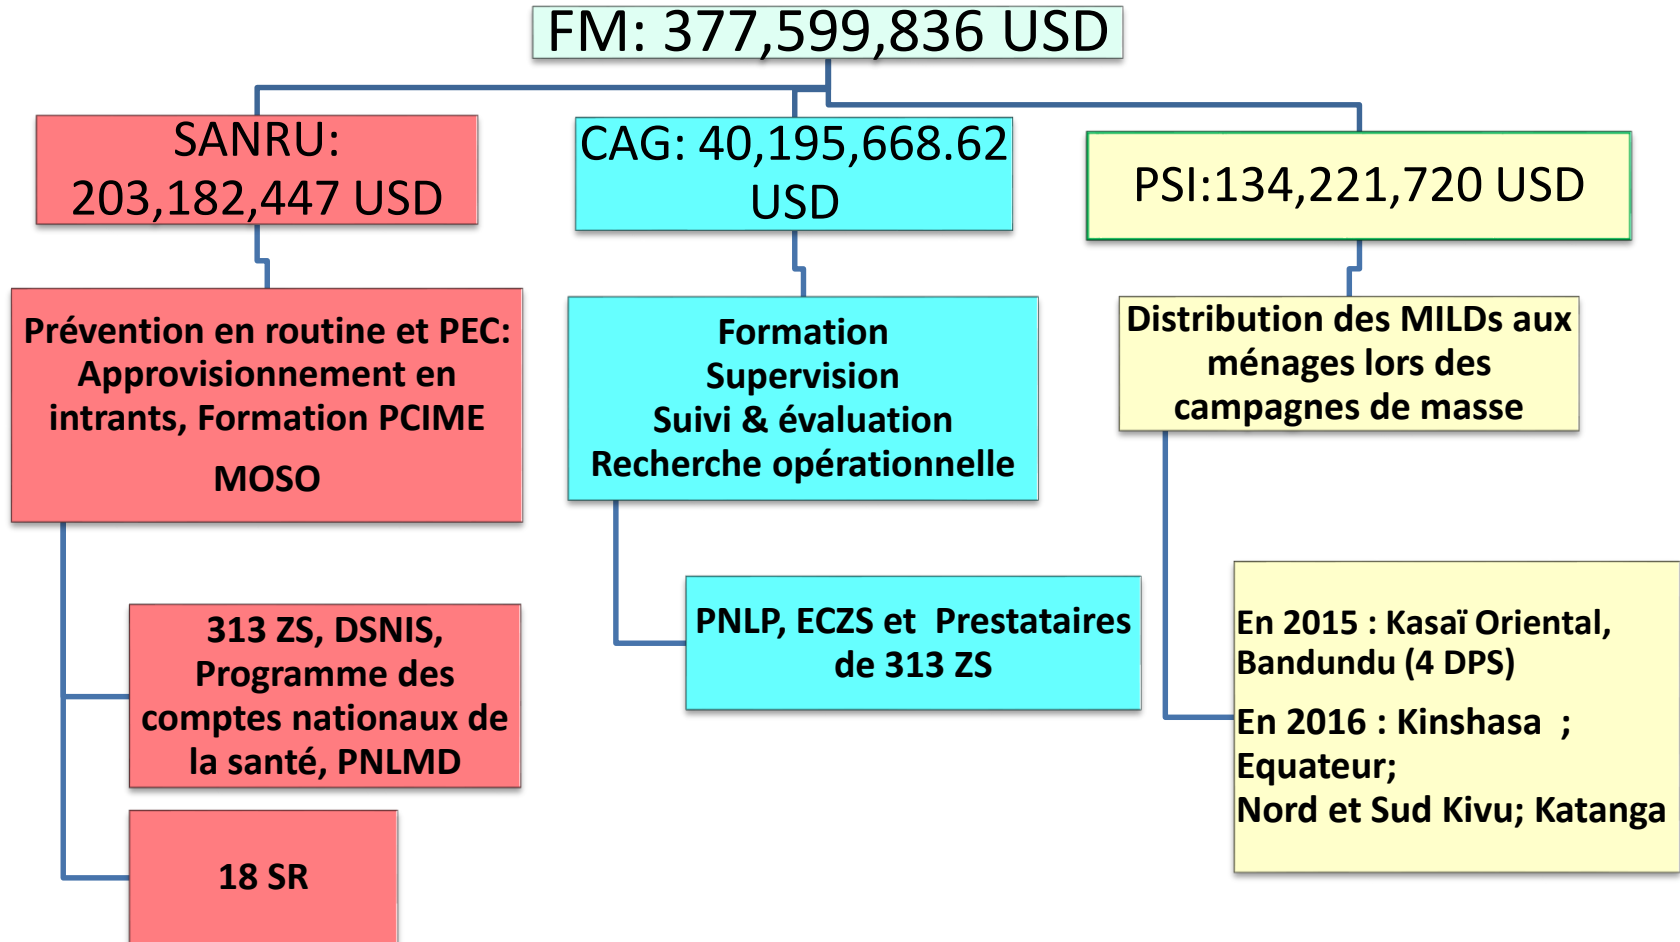 FM: 377,599,836 USD
SANRU:
203,182,447 USD
CAG: 40,195,668.62
USD
PSI:134,221,720 USD
Prévention en routine et PEC:
Approvisionnement en
intrants, Formation PCIME
MOSO
Formation
Supervision
Suivi & évaluation
Recherche opérationnelle
Distribution des MILDs aux
ménages lors des
campagnes de masse
313 ZS, DSNIS,
Programme des
comptes nationaux de
la santé, PNLMD
18 SR
PNLP, ECZS et Prestataires
de 313 ZS
En 2015 : Kasaï Oriental,
Bandundu (4 DPS)
En 2016 : Kinshasa ;
Equateur;
Nord et Sud Kivu; Katanga